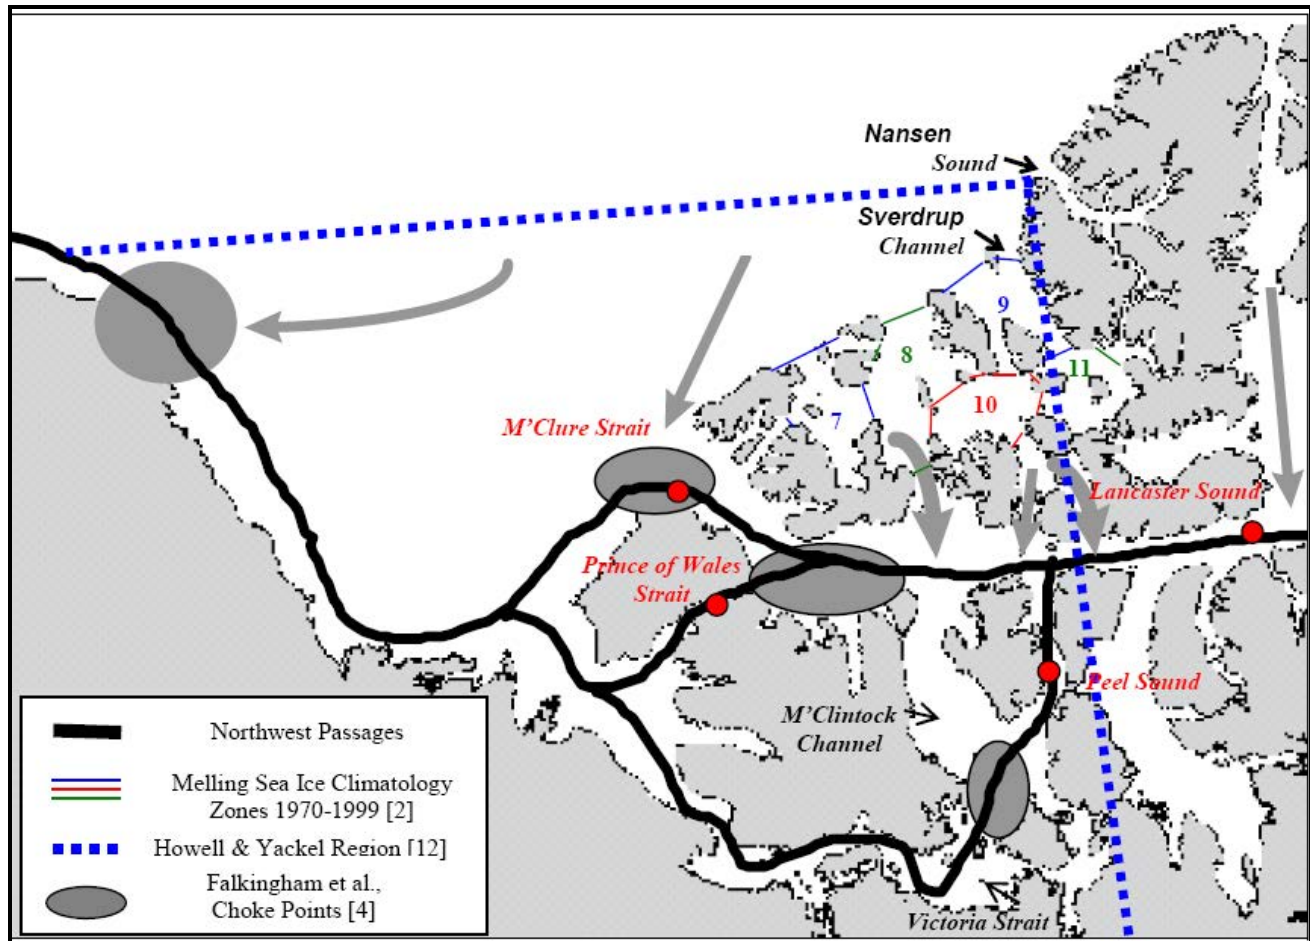 Nansen
Sound
Sverdrup
Channel
9
8
11
10
7
M'Clure Strait
Lancaster Sound
Prince of Wales
Strait
Peel Sound
M'Clintock
Channel
Victoria Strait
Northwest Passages
Melling Sea Ice Climatology
Zones 1970-1999 [2]
Howell & Yackel Region [12]
Falkingham et al.,
Choke Points [4]